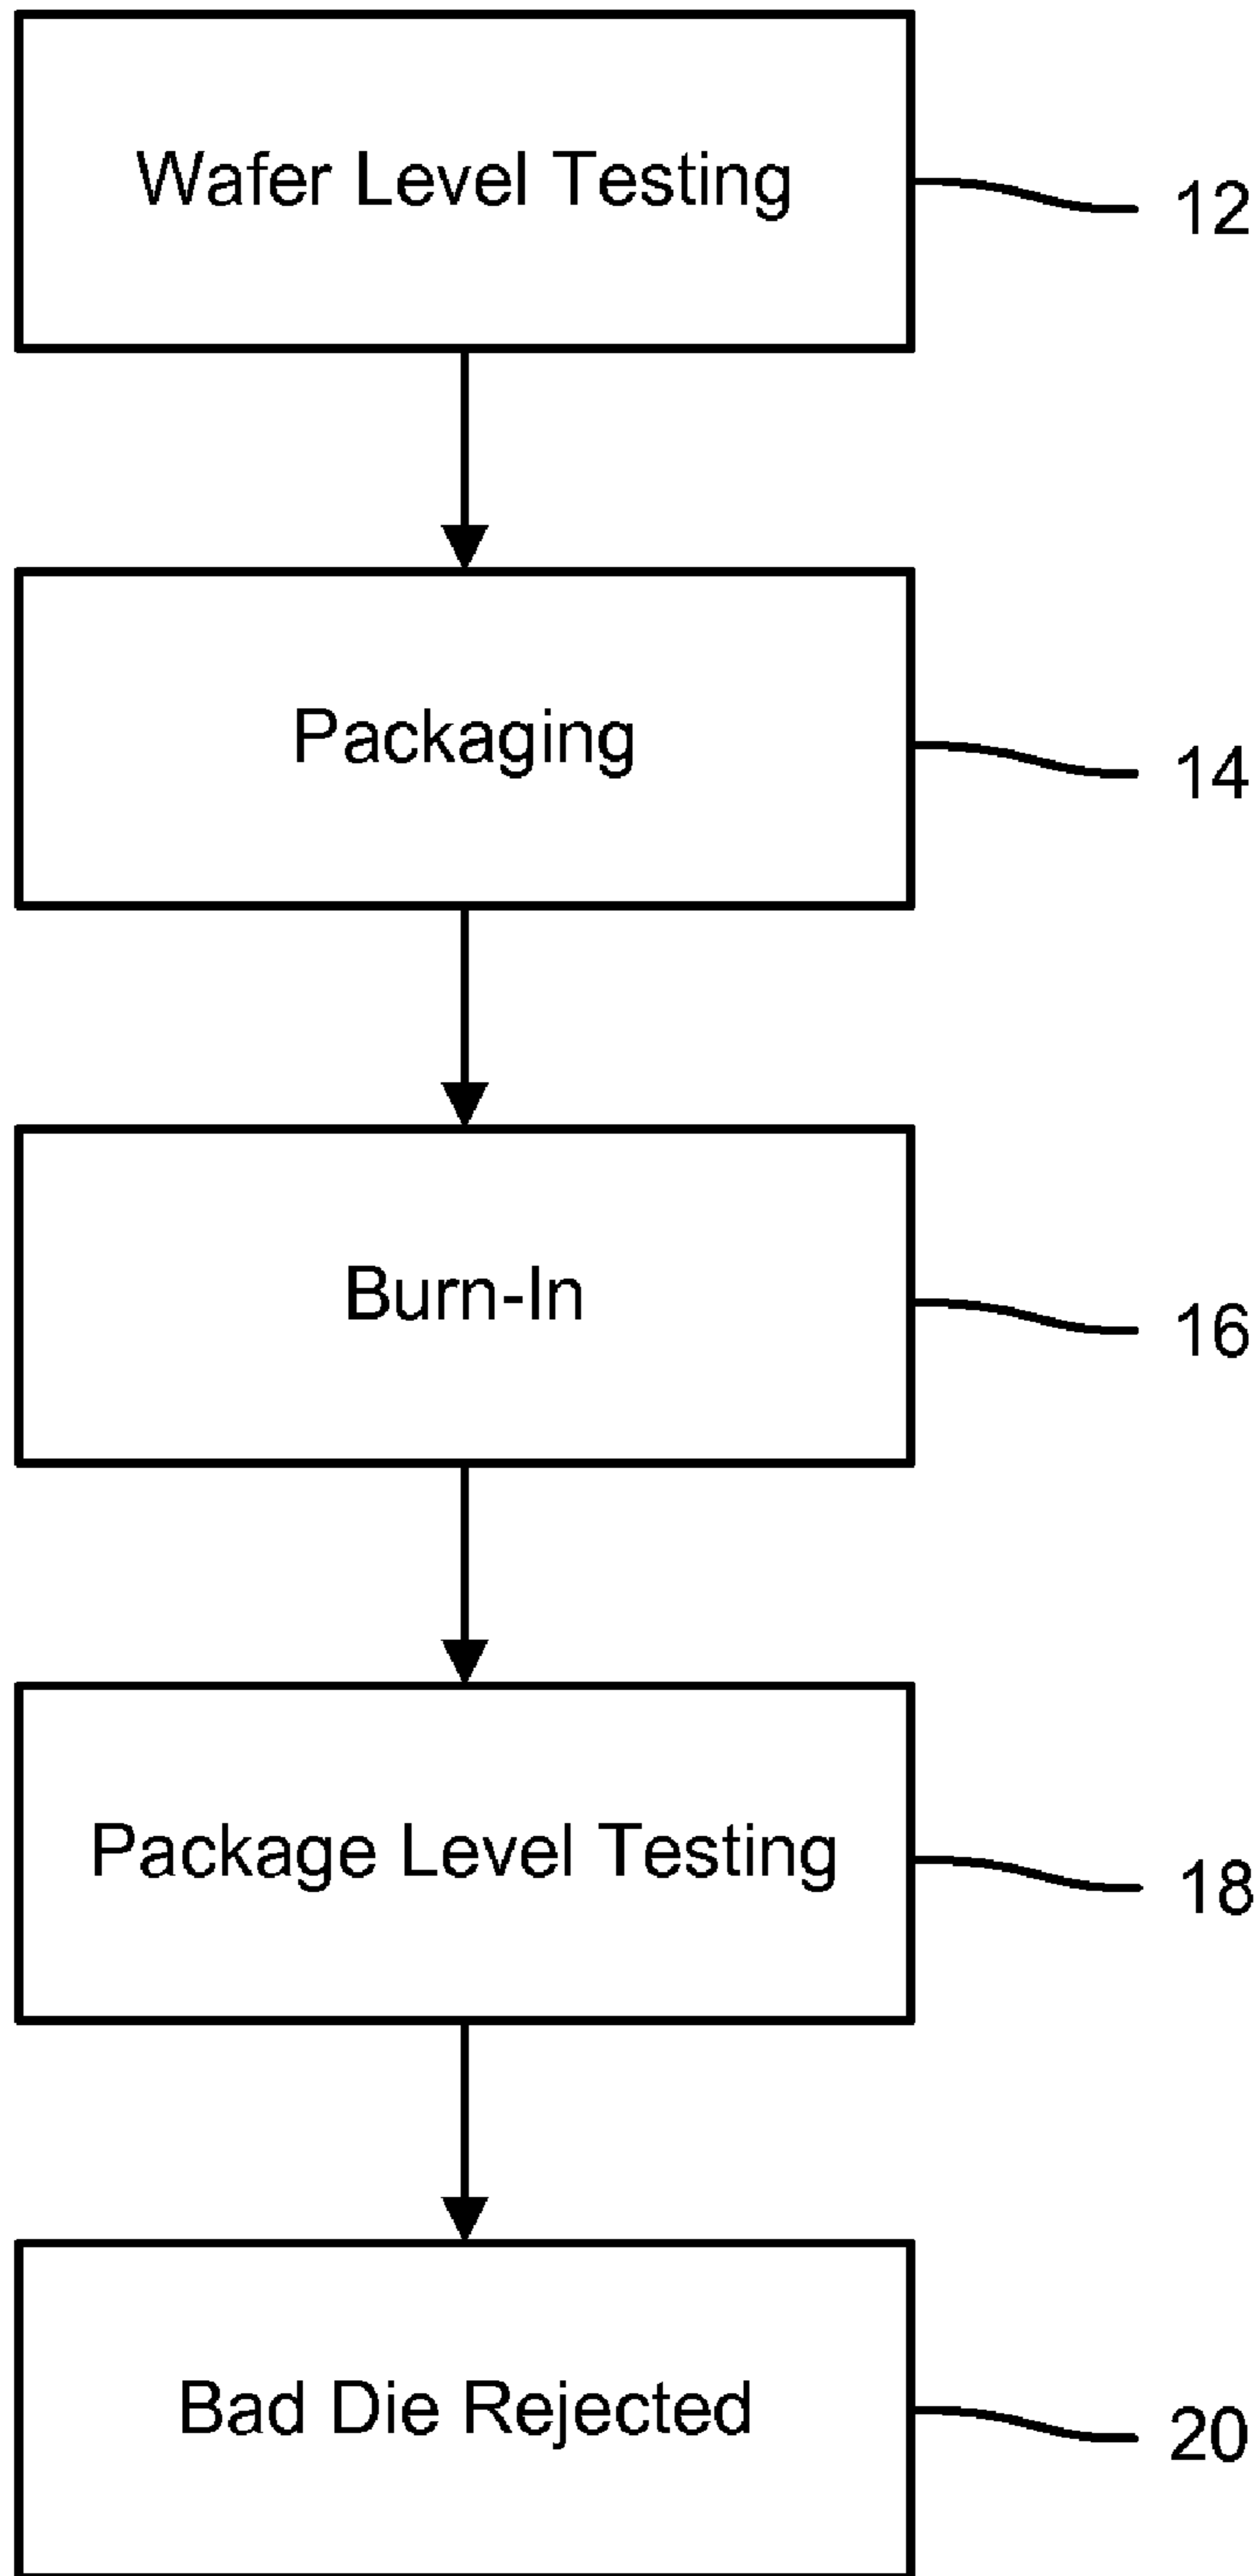 Wafer Level Testing
12
Packaging
14
Burn-In
16
Package Level Testing
18
Bad Die Rejected
20